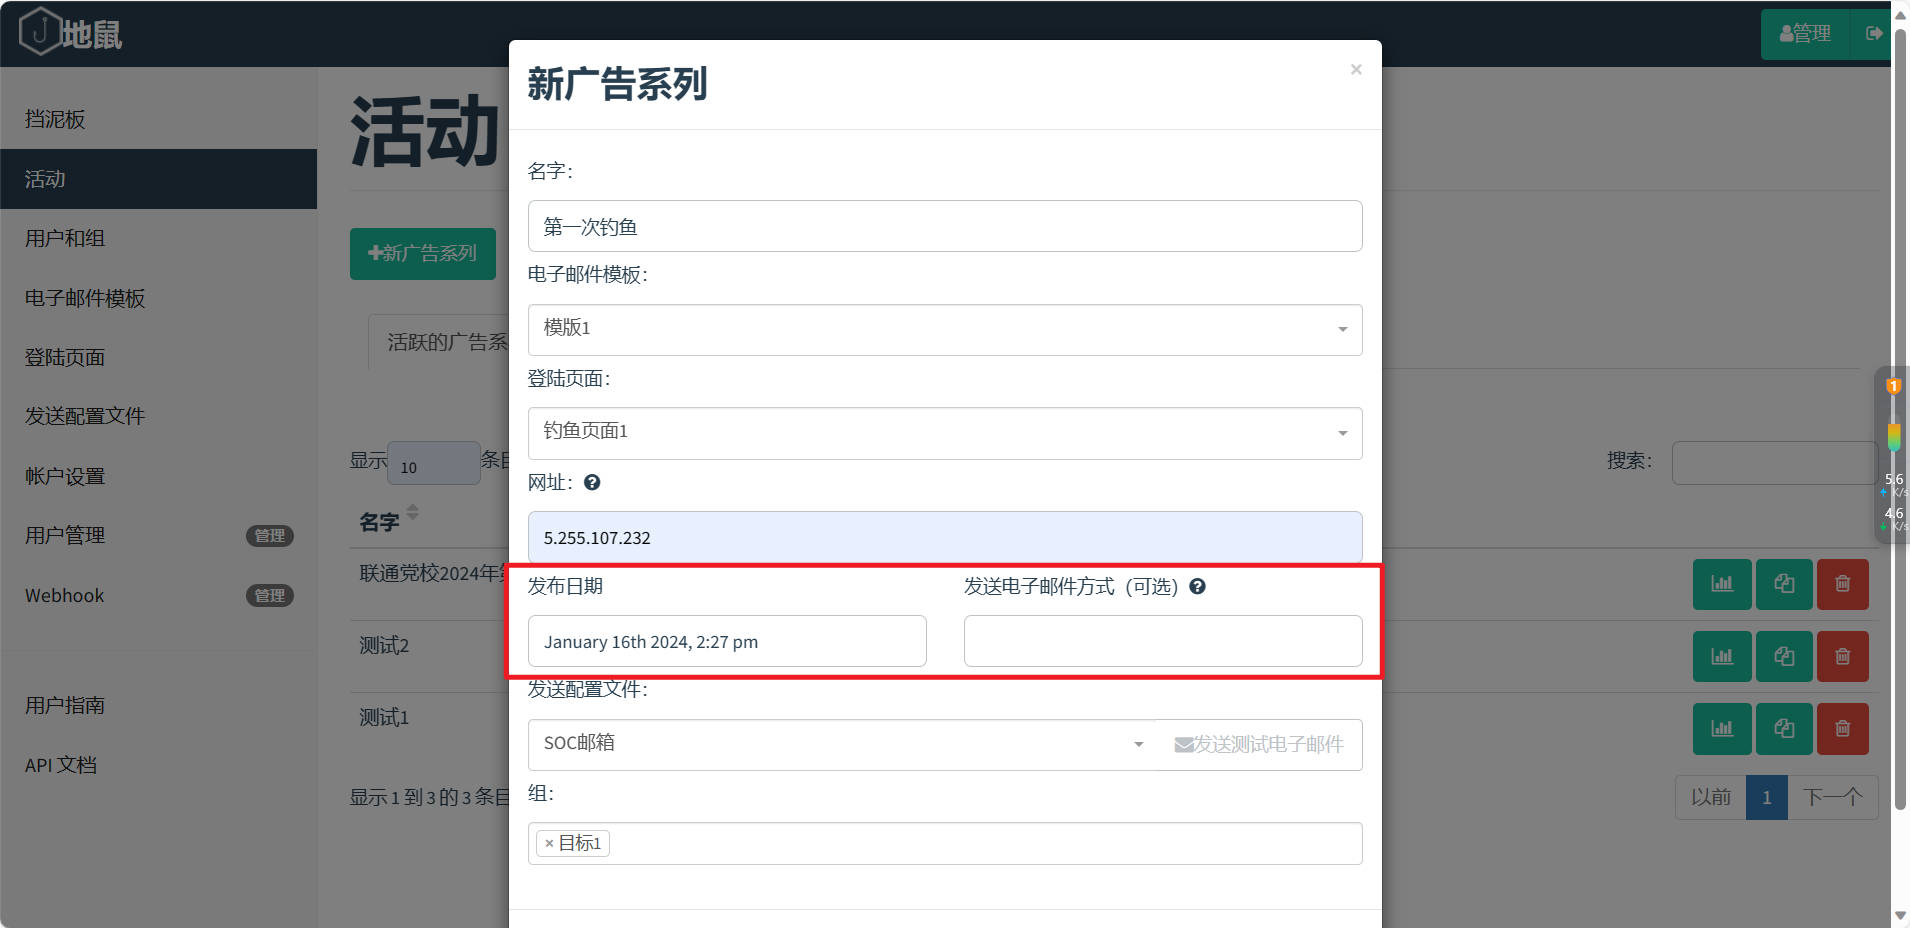 地鼠
管理
挡泥板
活动
用户和组
电子邮件模板
登陆页面
发送配置文件
帐户设置
用户管理
管理
Webhook
管理
用户指南
API 文档
活动
新广告系列
活跃的广告系
显示
10
条目
搜索：
名字
联通党校2024年第
测试2
测试1
显示 1 到 3 的 3 条目
以前
1
下一个
新广告系列
×
名字：
第一次钓鱼
电子邮件模板：
模版1
登陆页面：
钓鱼页面1
网址：
5.255.107.232
发布日期
发送电子邮件方式（可选）
January 16th 2024, 2:27 pm
发送配置文件：
SOC邮箱
发送测试电子邮件
组：
× 目标1
1
5.6
K/s
4.6
K/s